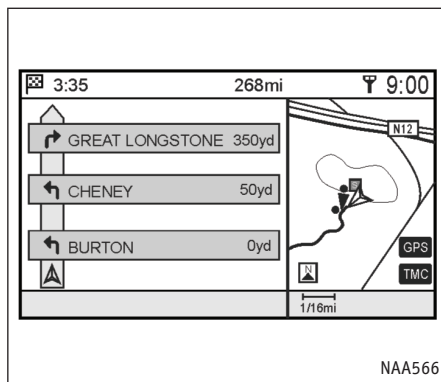 3:35 268mi 9:00
GREAT LONGSTONE 350yd
CHENEY 50yd
BURTON 0yd
N12
GPS
N
TMC
1/16mi
NAA566